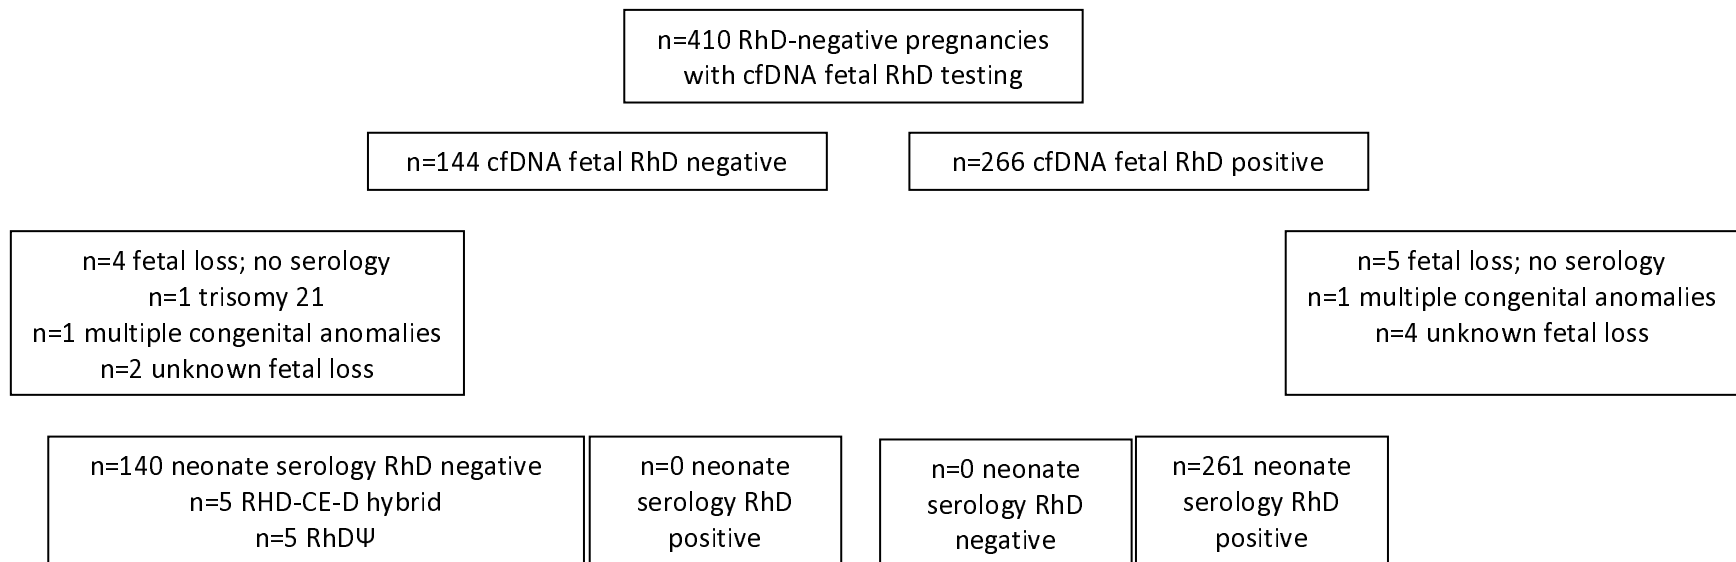 n=410 RhD-negative pregnancies
with cfDNA fetal RhD testing
n=144 cfDNA fetal RhD negative
n=266 cfDNA fetal RhD positive
n=4 fetal loss; no serology
n=1 trisomy 21
n=1 multiple congenital anomalies
n=2 unknown fetal loss
n=5 fetal loss; no serology
n=1 multiple congenital anomalies
n=4 unknown fetal loss
n=140 neonate serology RhD negative
n=5 RHD-CE-D hybrid
n=5 RhDΨ
n=0 neonate
serology RhD
positive
n=0 neonate
serology RhD
negative
n=261 neonate
serology RhD
positive